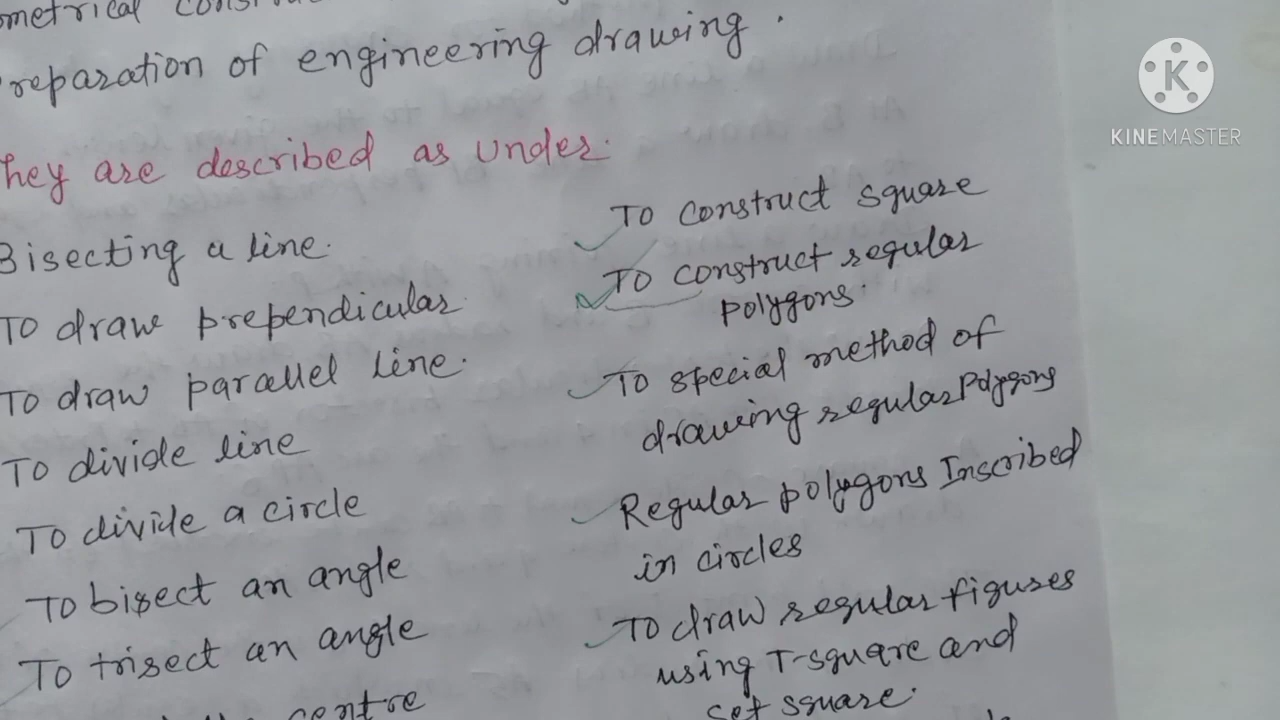 reparation of engineering drawing.
hey are described as under.
Bisecting a line.
To draw prependicular
To draw parallel line.
To divide line
To divide a circle
To bisect an angle
To trisect an angle
centre
To construct square
To construct regular
polygons.
To special method of
drawing regular polygons
Regular polygons Inscribed
in circles
To draw regular figures
using T-square and
set square.
KINEMASTER